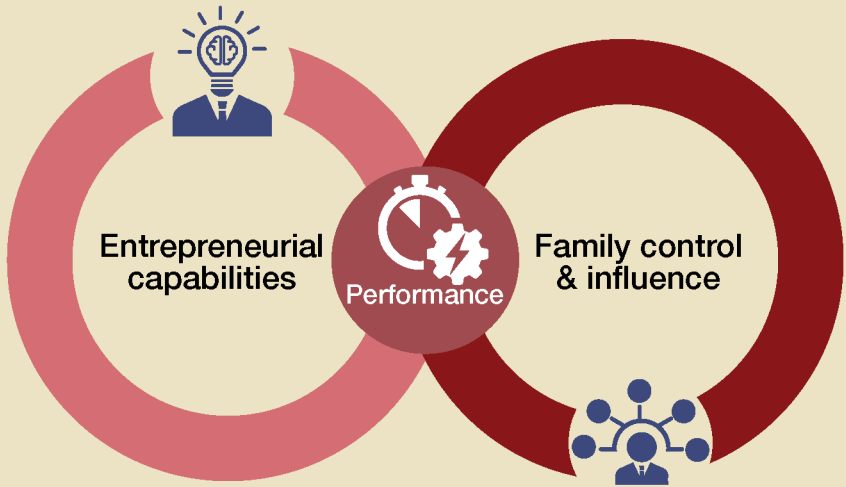 Entrepreneurial
capabilities
Performance
Family control
& influence